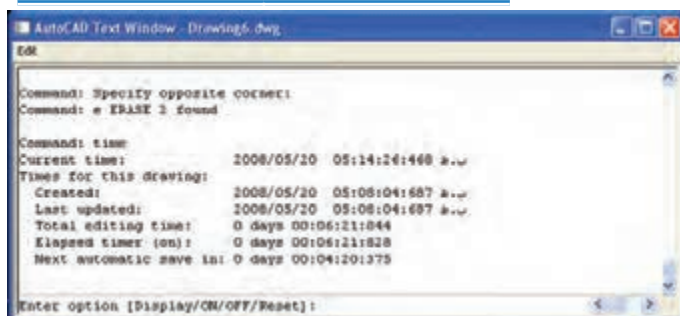 AutoCAD Text Window - Drawing6.dwg
Edit
Command: Specify opposite corner:
Command: e ERASE 2 found
Command: time
Current time: 2008/05/20 05:14:26:468 ب.ظ
Times for this drawing:
Created: 2008/05/20 05:08:04:687 ب.ظ
Last updated: 2008/05/20 05:08:04:687 ب.ظ
Total editing time: 0 days 00:06:21:844
Elapsed timer (on): 0 days 00:06:21:828
Next automatic save in: 0 days 00:04:20:375
Enter option [Display/ON/OFF/Reset]: